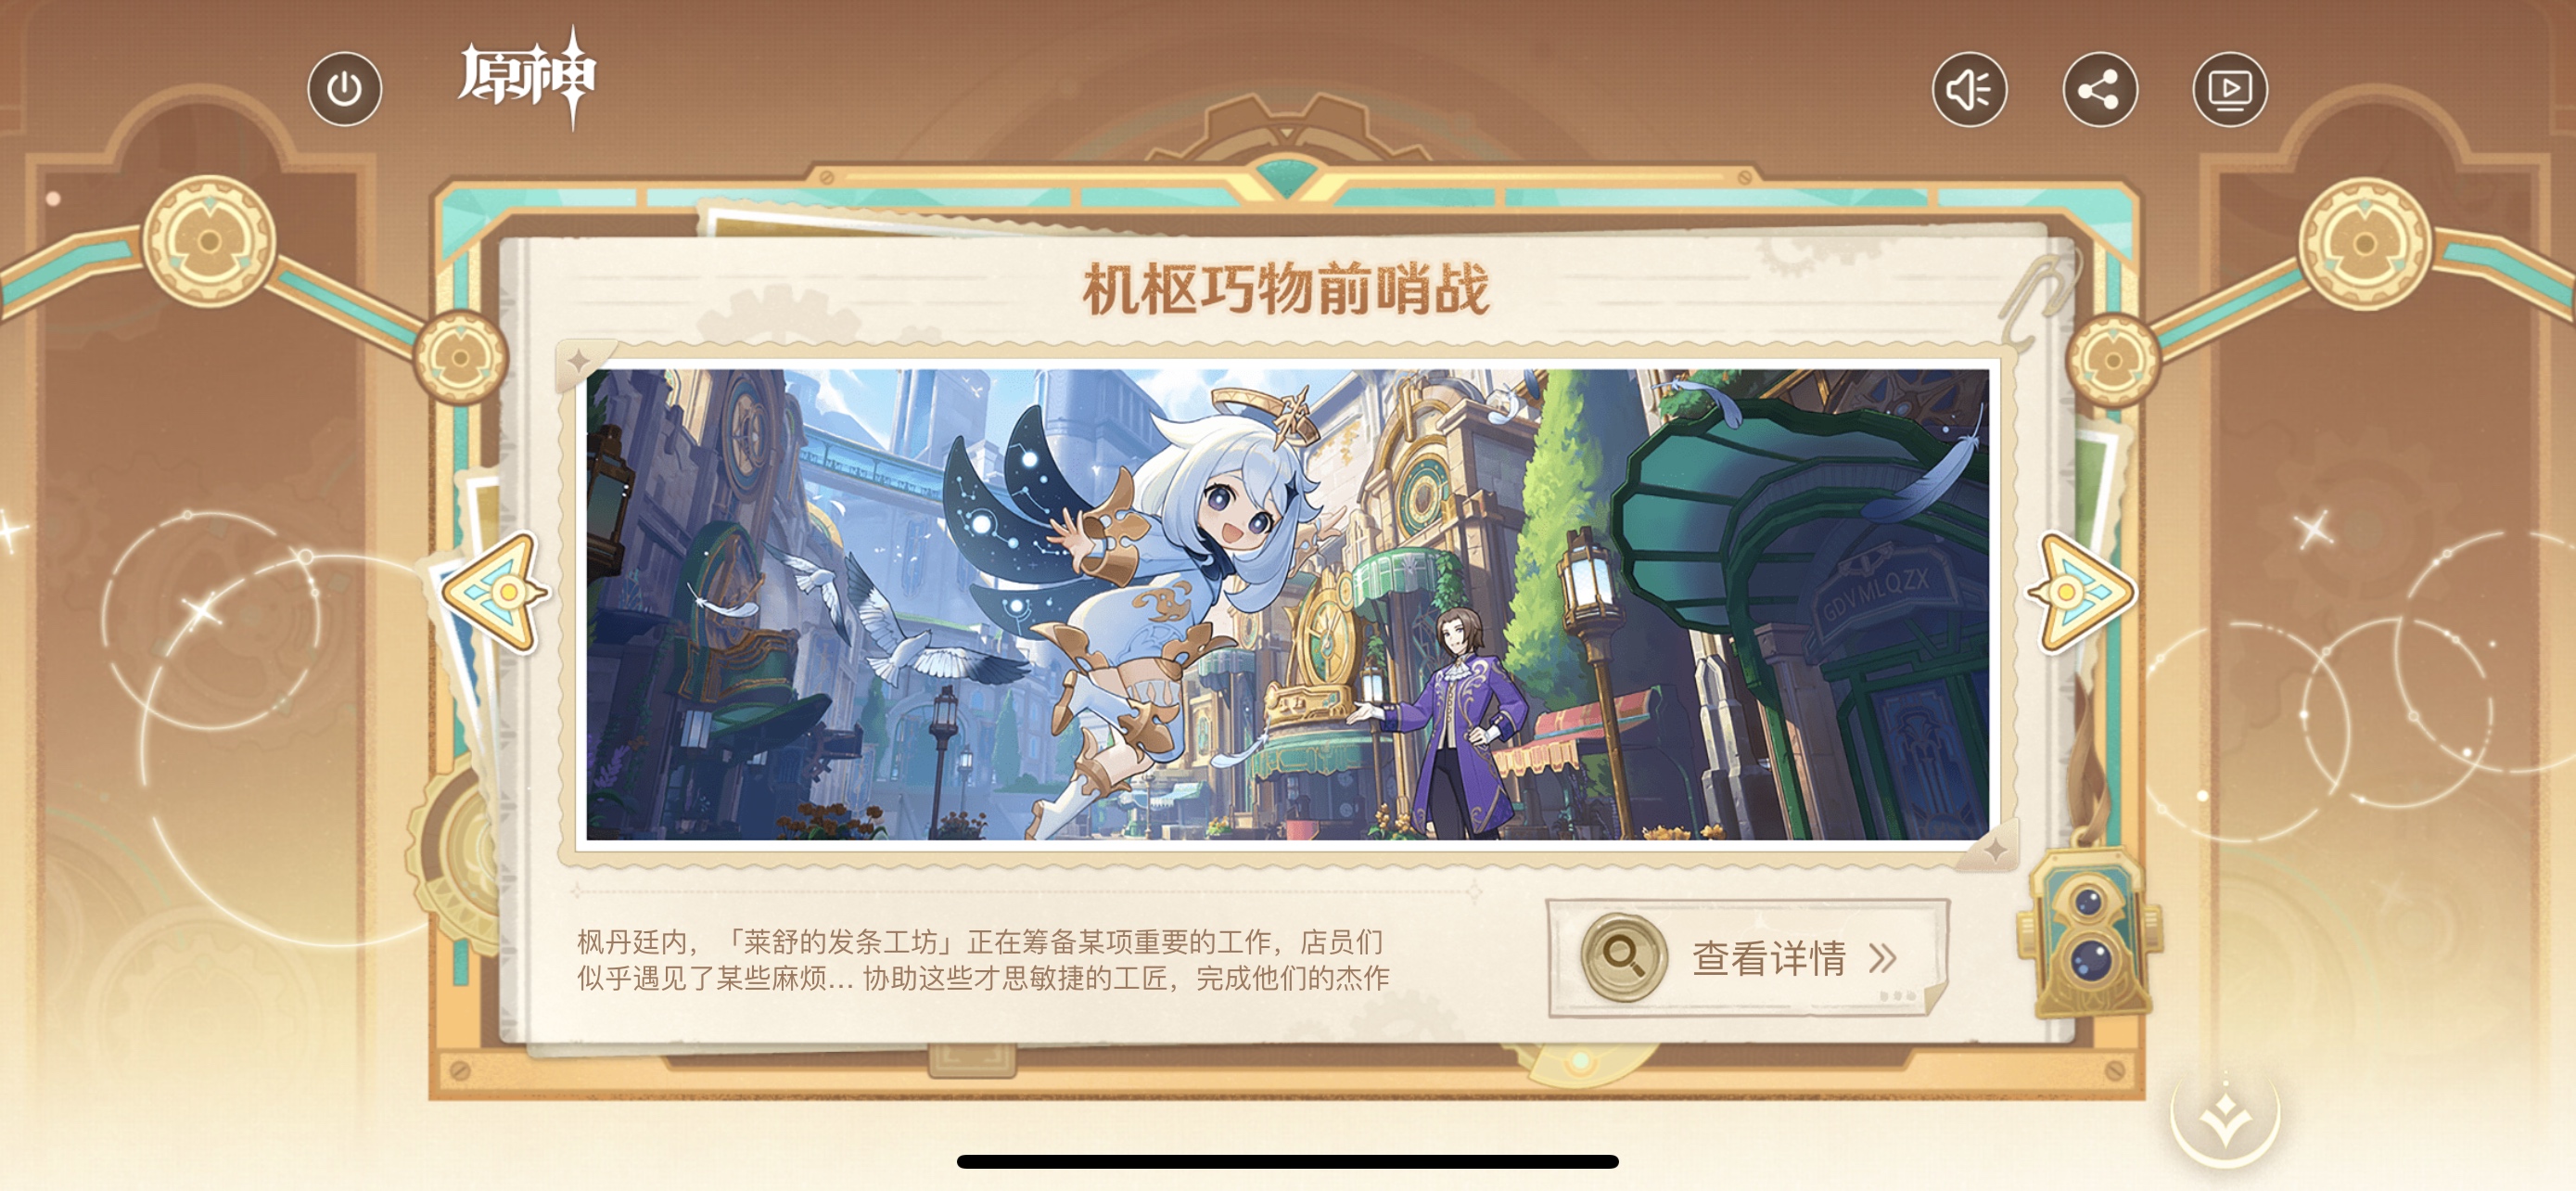 原神
机枢巧物前哨战
GDVMLQZX
枫丹廷内，「莱舒的发条工坊」正在筹备某项重要的工作，店员们
似乎遇见了某些麻烦... 协助这些才思敏捷的工匠，完成他们的杰作
查看详情